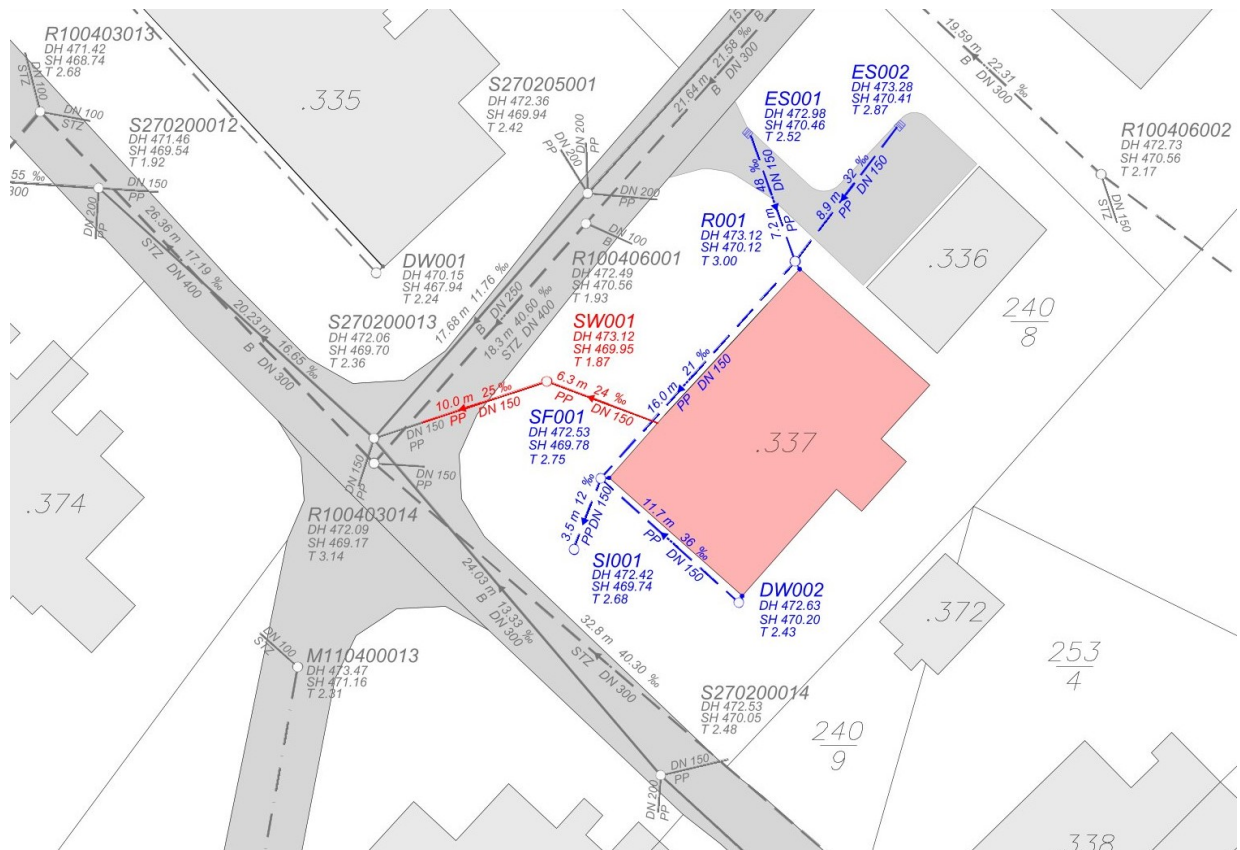 R100403013
DH 471.42
SH 468.74
T 2.68
DN 100
STZ
DN 100
STZ
S270200012
DH 471.46
SH 469.54
T 1.92
DN 150
PP
DN 200
PP
55 ‰
300
26.36 m 17.19 ‰
STZ DN 400
20.23 m 16.65 ‰
B DN 300
.335
DW001
DH 470.15
SH 467.94
T 2.24
S270205001
DH 472.36
SH 469.94
T 2.42
DN 200
PP
DN 200
PP
DN 200
PP
DN 100
B
21.64 m 21.58 ‰
B DN 300
B
15.
R100406001
DH 472.49
SH 470.56
T 1.93
17.68 m 11.76 ‰
B DN 250
18.3 m 40.60 ‰
STZ DN 400
S270200013
DH 472.06
SH 469.70
T 2.36
DN 150
PP
DN 150
PP
DN 150
PP
R100403014
DH 472.09
SH 469.17
T 3.14
SW001
DH 473.12
SH 469.95
T 1.87
10.0 m 25 ‰
PP DN 150
6.3 m 24 ‰
PP DN 150
ES001
DH 472.98
SH 470.46
T 2.52
7.2 m 48 ‰
PP DN 150
ES002
DH 473.28
SH 470.41
T 2.87
8.9 m 32 ‰
PP DN 150
R001
DH 473.12
SH 470.12
T 3.00
16.0 m 21 ‰
PP DN 150
SF001
DH 472.53
SH 469.78
T 2.75
3.5 m 12 ‰
PP DN 150
SI001
DH 472.42
SH 469.74
T 2.68
11.7 m 36 ‰
PP DN 150
DW002
DH 472.63
SH 470.20
T 2.43
19.59 m 22.31 ‰
B DN 300
R100406002
DH 472.73
SH 470.56
T 2.17
DN 150
STZ
.336
240
8
.337
.374
.372
253
4
240
9
.338
M110400013
DH 473.47
SH 471.16
T 2.31
DN 100
STZ
24.03 m 13.33 ‰
B DN 300
32.8 m 40.30 ‰
STZ DN 300
S270200014
DH 472.53
SH 470.05
T 2.48
DN 150
PP
DN 200
PP